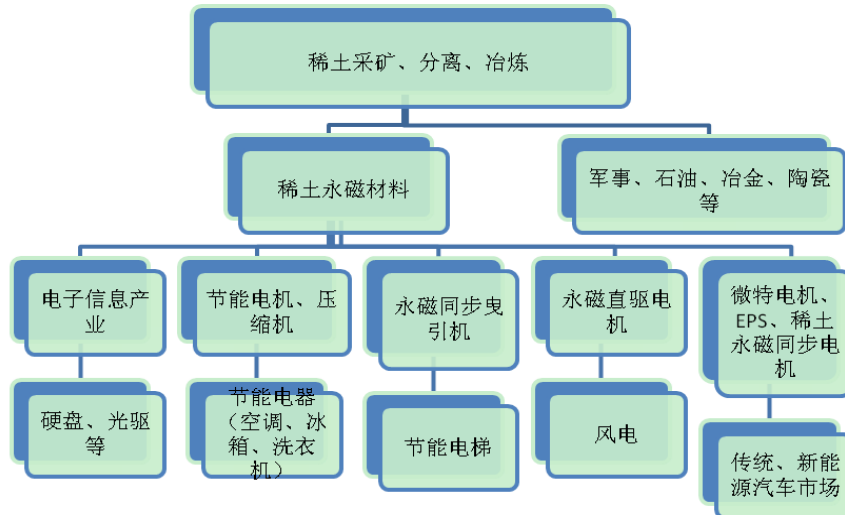 稀土采矿、分离、冶炼
稀土永磁材料
军事、石油、冶金、陶瓷
等
电子信息产
业
节能电机、压
缩机
永磁同步曳
引机
永磁直驱电
机
微特电机、
EPS、稀土
永磁同步电
机
硬盘、光驱
等
节能电器
（空调、冰
箱、洗衣
机）
节能电梯
风电
传统、新能
源汽车市场